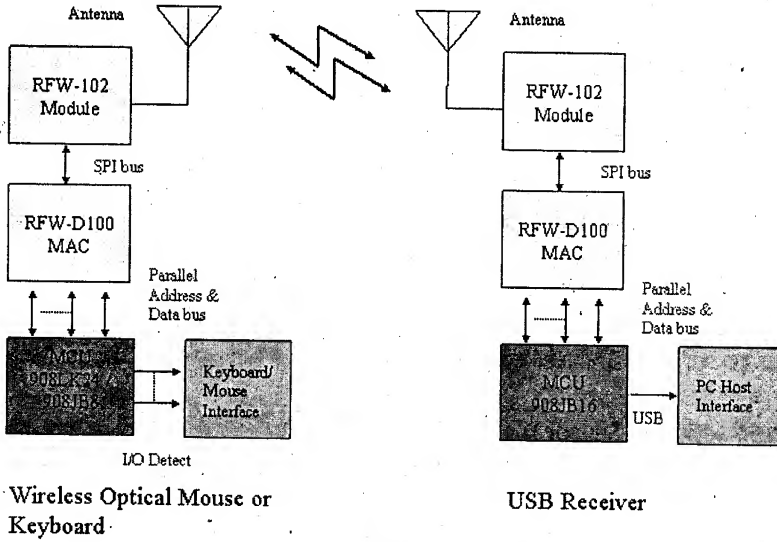 Antenna
Antenna
RFW-102
Module
RFW-102
Module
SPI bus
SPI bus
RFW-D100
MAC
RFW-D100
MAC
Parallel
Address &
Data bus
Parallel
Address &
Data bus
MCU
908JB8
Keyboard/
Mouse
Interface
MCU
908JB16
USB
PC Host
Interface
I/O Detect
Wireless Optical Mouse or
Keyboard
USB Receiver